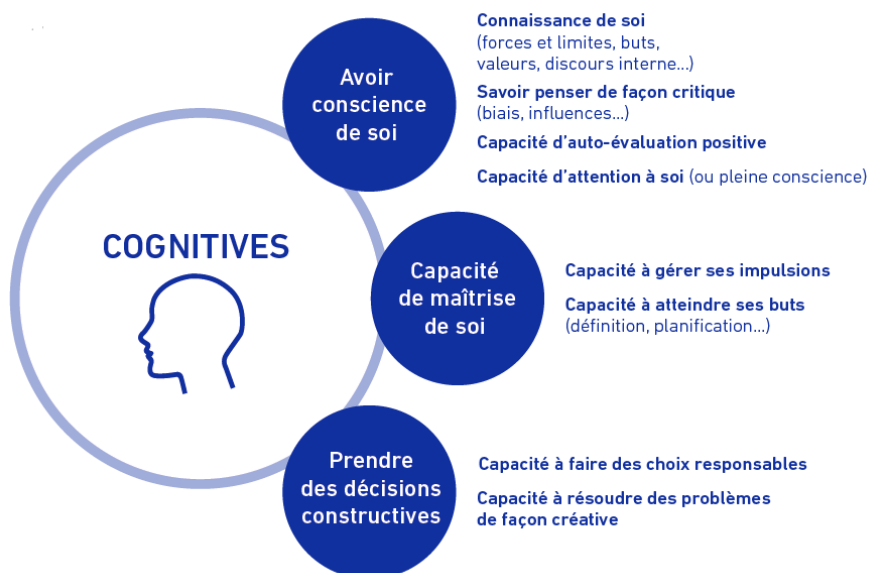 COGNITIVES
Avoir
conscience
de soi
Connaissance de soi
(forces et limites, buts,
valeurs, discours interne...)
Savoir penser de façon critique
(biais, influences...)
Capacité d'auto-évaluation positive
Capacité d'attention à soi (ou pleine conscience)
Capacité
de maîtrise
de soi
Capacité à gérer ses impulsions
Capacité à atteindre ses buts
(définition, planification...)
Prendre
des décisions
constructives
Capacité à faire des choix responsables
Capacité à résoudre des problèmes
de façon créative